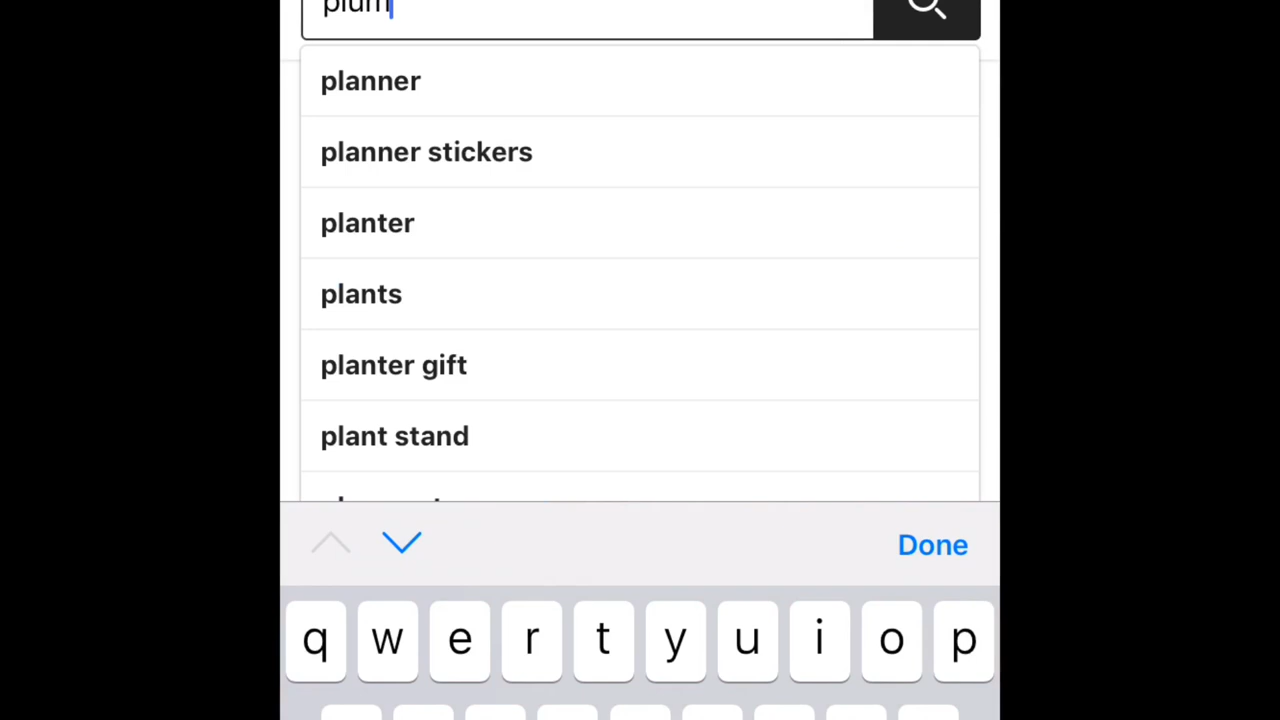 plum
planner
planner stickers
planter
plants
planter gift
plant stand
Done
q w e r t y u i o p